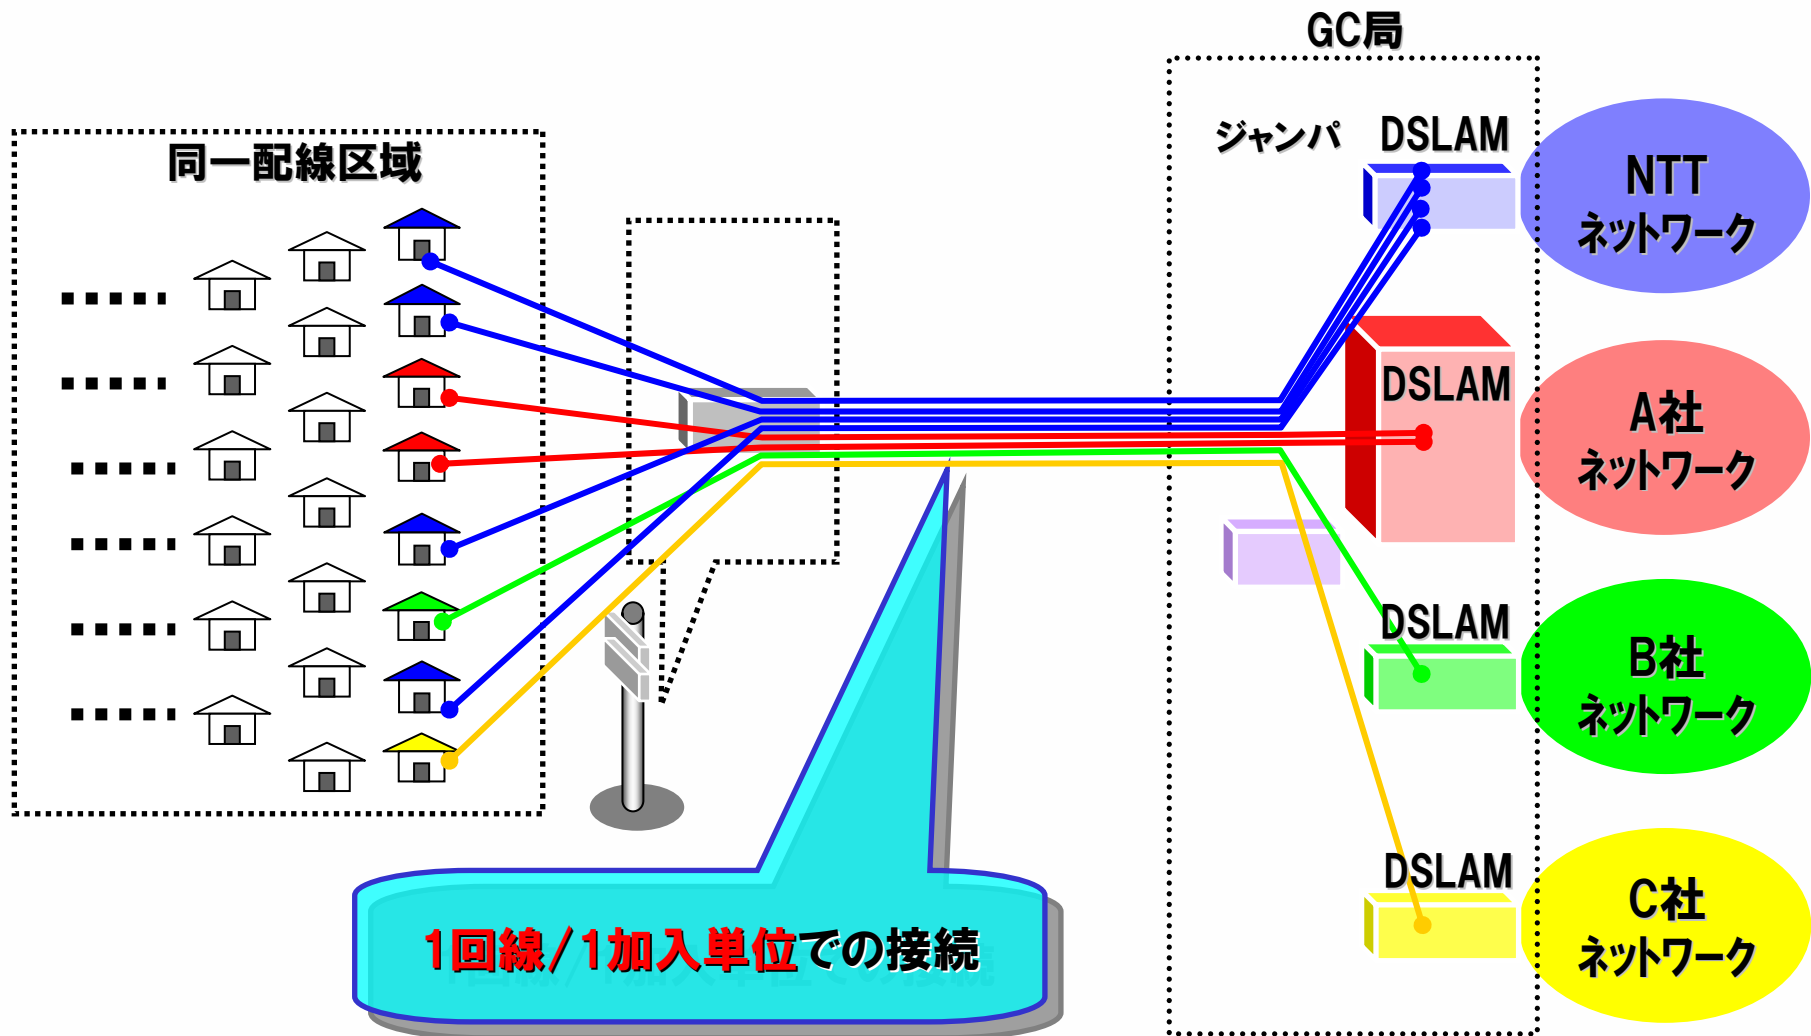 GC局
同一配線区域
ジャンパ
DSLAM
NTT
ネットワーク
DSLAM
A社
ネットワーク
DSLAM
B社
ネットワーク
DSLAM
C社
ネットワーク
1回線/1加入単位での接続